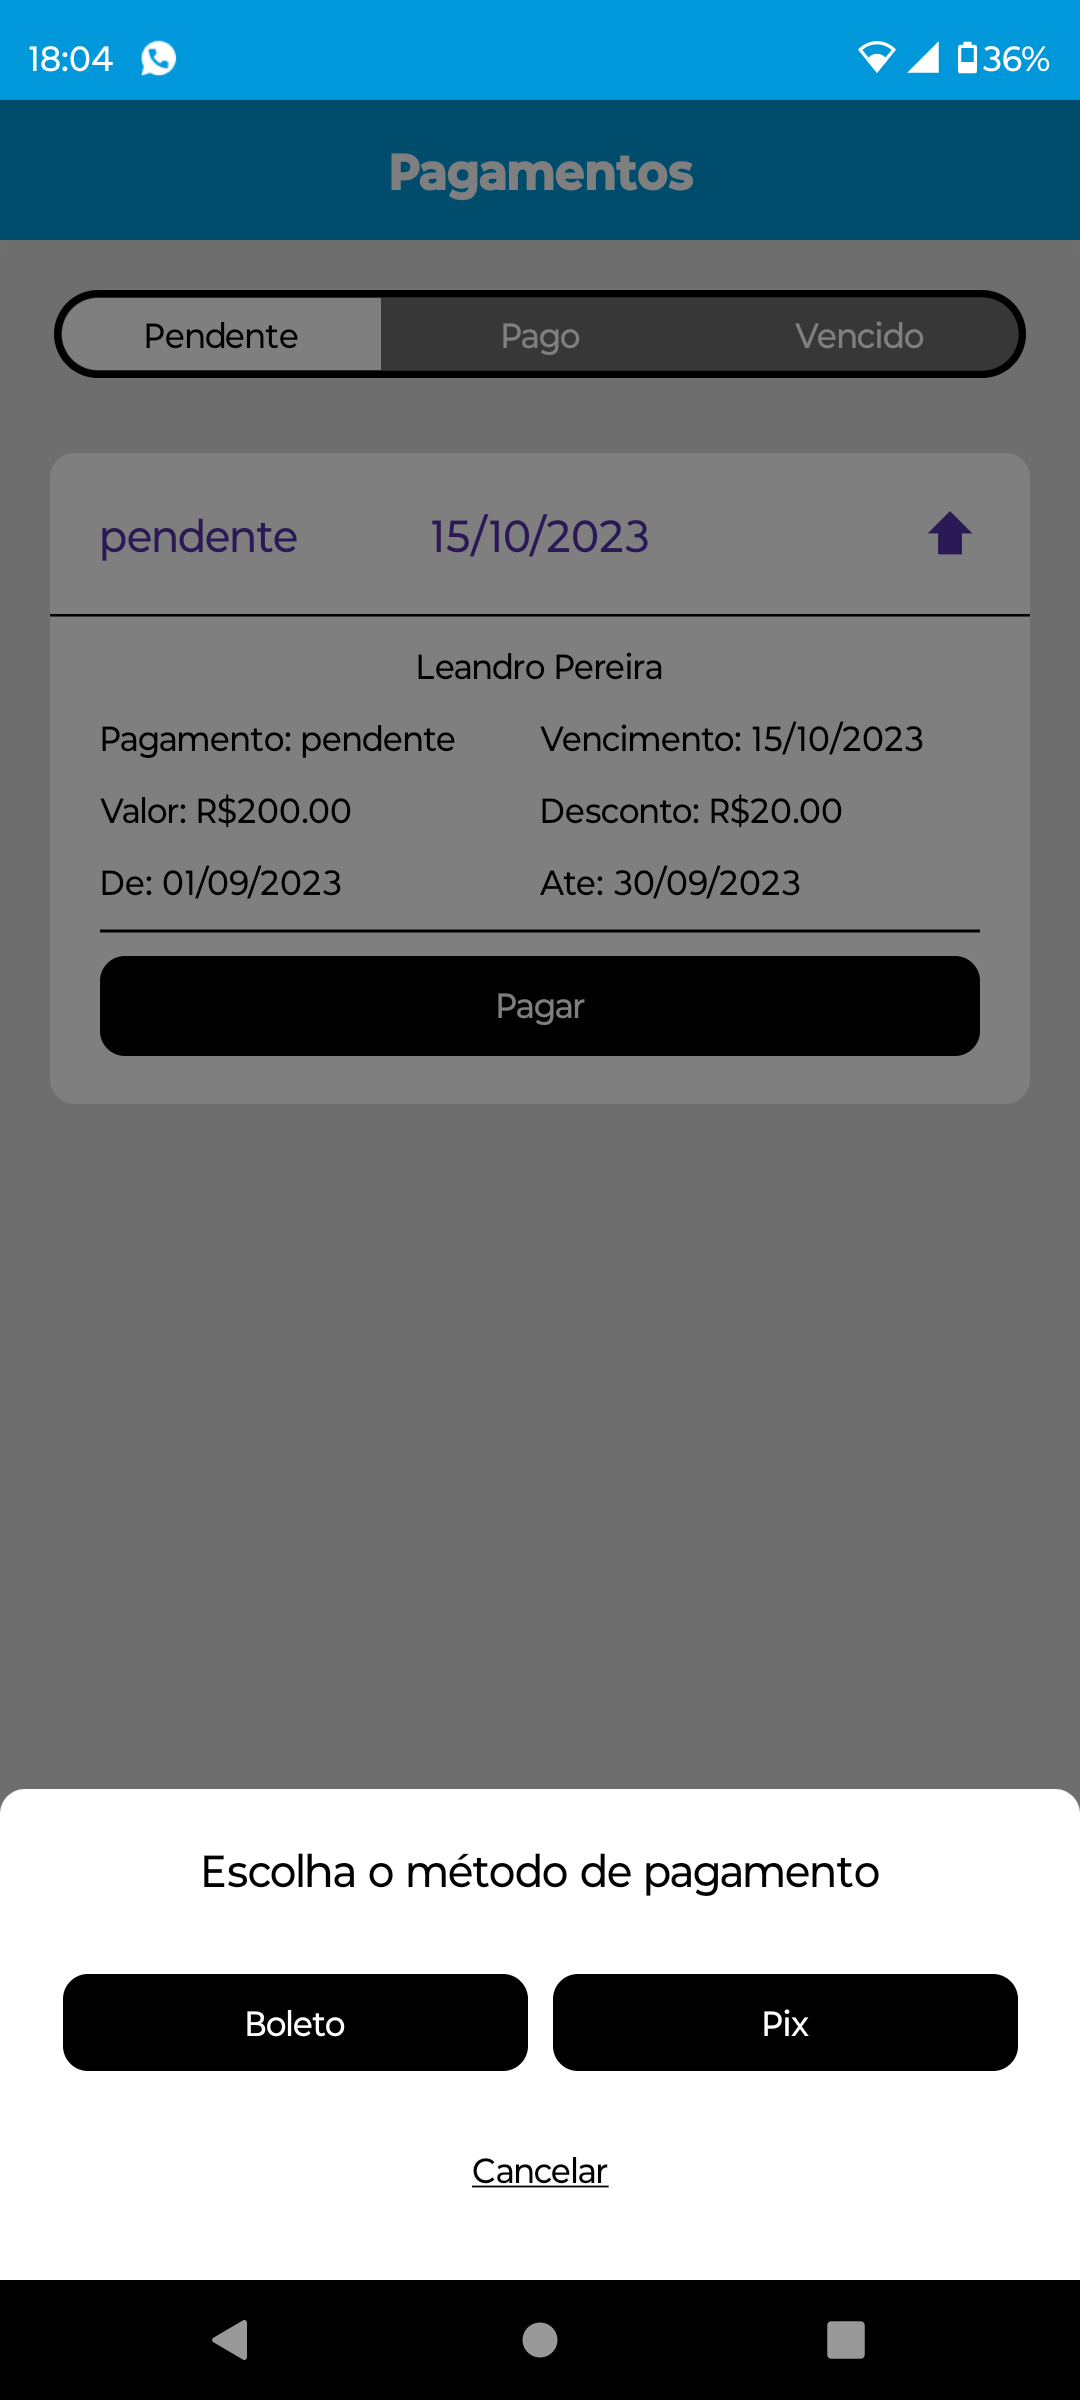 18:04 36%
Pagamentos
Pendente Pago Vencido
pendente 15/10/2023
Leandro Pereira
Pagamento: pendente Vencimento: 15/10/2023
Valor: R$200.00 Desconto: R$20.00
De: 01/09/2023 Ate: 30/09/2023
Pagar
Escolha o método de pagamento
Boleto Pix
Cancelar